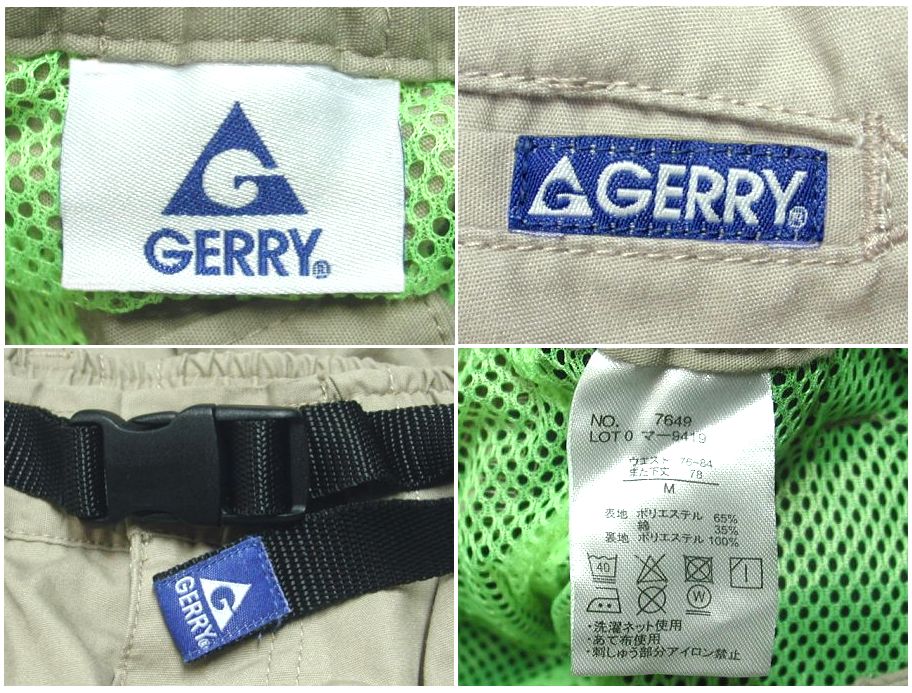 GERRY®
GERRY®
GERRY®
NO. 7649
LOT0 マー9419
ウエスト 76-84
また下丈 78
M
表地 ポリエステル 65%
綿 35%
裏地 ポリエステル 100%
40
W
・洗濯ネット使用
・あて布使用
・刺しゅう部分アイロン禁止